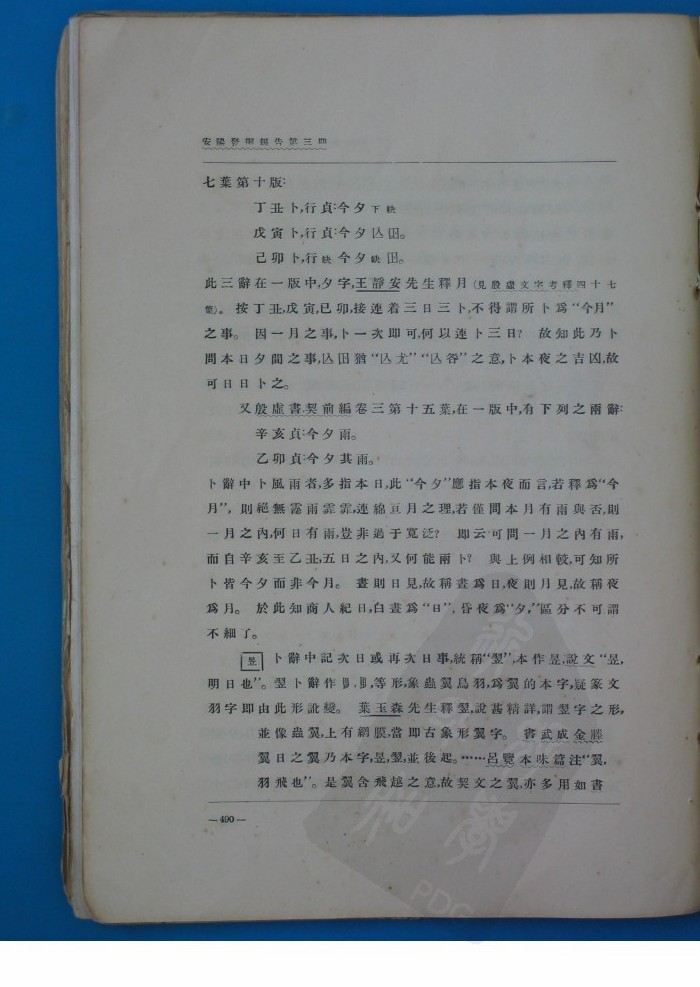 安陽發掘報告第三期
七葉第十版:
丁丑卜,行貞:今夕下缺
戊寅卜,行貞:今夕亾𡆥。
己卯卜,行缺今夕缺𡆥。
此三辭在一版中,夕字,王靜安先生釋月(見殷虛文字考釋四十七
葉)。按丁丑,戊寅,已卯,接連着三日三卜,不得謂所卜爲“今月”
之事。因一月之事,卜一次即可,何以連卜三日?故知此乃卜
問本日夕間之事,亾𡆥猶“亾尤”“亾咎”之意,卜本夜之吉凶,故
可日日卜之。
又殷虛書契前編卷三第十五葉,在一版中,有下列之兩辭:
辛亥貞:今夕雨。
乙卯貞:今夕其雨。
卜辭中卜風雨者,多指本日,此“今夕”應指本夜而言,若釋爲“今
月”,則絕無霪雨霏霏,連綿亘月之理,若僅問本月有雨與否,則
一月之內,何日有雨,豈非過于寬泛?即云可問一月之內有雨,
而自辛亥至乙丑,五日之內,又何能兩卜?與上例相較,可知所
卜皆今夕而非今月。晝則日見,故稱晝爲日,夜則月見,故稱夜
爲月。於此知商人紀日,白晝爲“日”,昏夜爲“夕,”區分不可謂
不細了。
昱 卜辭中記次日或再次日事,統稱“翌”,本作昱,說文“昱,
明日也”。翌卜辭作等形,象蟲翼鳥羽,爲翼的本字,疑篆文
羽字即由此形訛變。葉玉森先生釋翌,說甚精詳,謂翌字之形,
並像蟲翼,上有網膜,當即古象形翼字。書武成金縢
翼日之翼乃本字,昱,翌,並後起。……呂覽本味篇注“翼,
羽飛也”。是翼含飛越之意,故契文之翼,亦多用如書
—490—
PDG